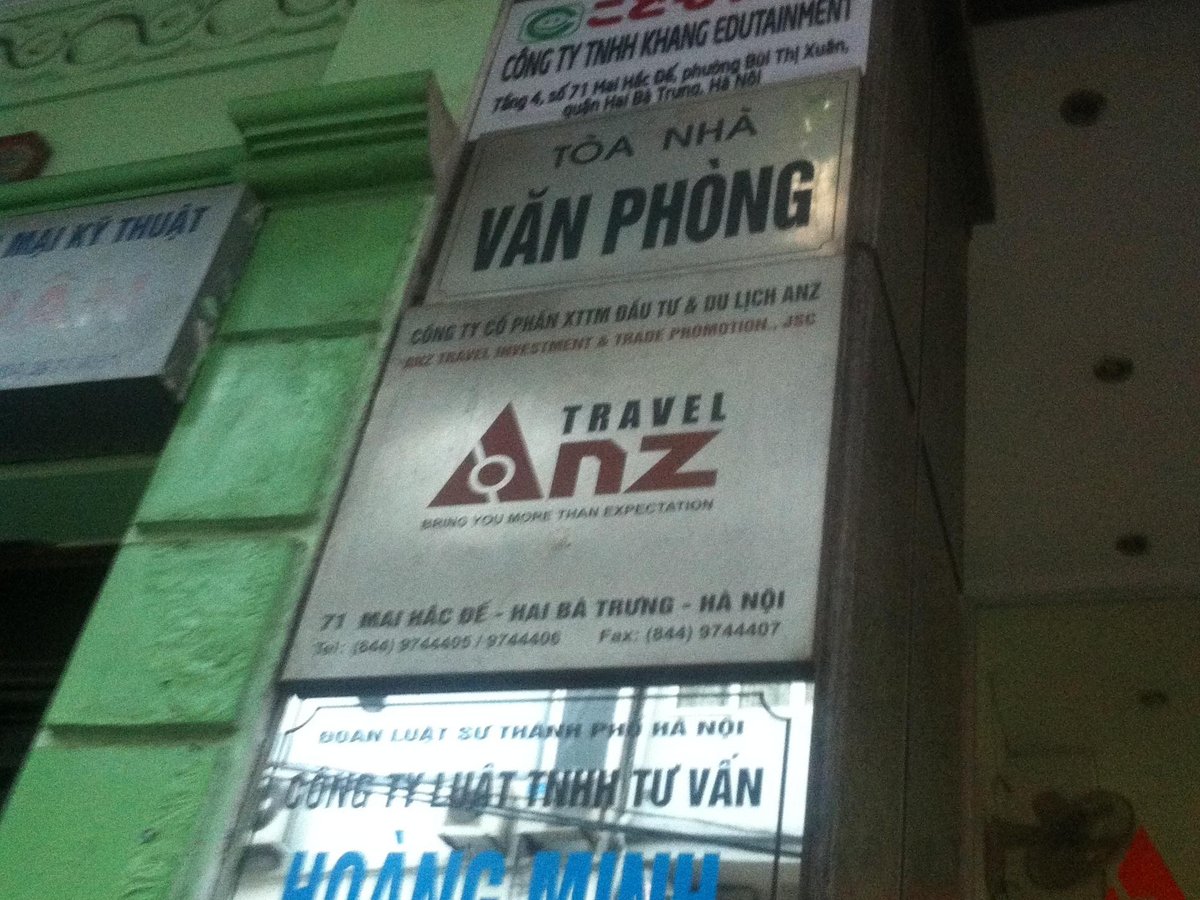 CÔNG TY TNHH KHANG EDUTAINMENT
Tầng 4, số 71 Mai Hắc Đế, phường Bùi Thị Xuân,
quận Hai Bà Trưng, Hà Nội
TÒA NHÀ
VĂN PHÒNG
MẠI KỸ THUẬT
CÔNG TY CỔ PHẦN XTTM ĐẦU TƯ & DU LỊCH ANZ
ANZ TRAVEL INVESTMENT & TRADE PROMOTION., JSC
TRAVEL
Anz
BRING YOU MORE THAN EXPECTATION
71 MAI HẮC ĐẾ - HAI BÀ TRƯNG - HÀ NỘI
Tel: (844) 9744405 / 9744406 Fax: (844) 9744407
ĐOÀN LUẬT SƯ THÀNH PHỐ HÀ NỘI
CÔNG TY LUẬT TNHH TƯ VẤN
HOÀNG MINH